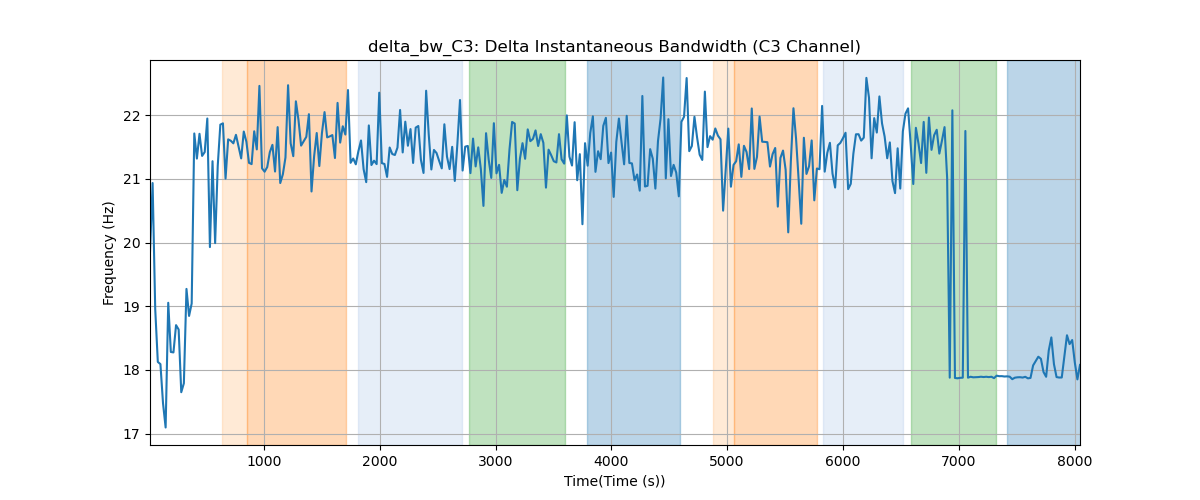 delta_bw_C3: Delta Instantaneous Bandwidth (C3 Channel)
Frequency (Hz)
22
21
20
19
18
17
1000 2000 3000 4000 5000 6000 7000 8000
Time(Time (s))